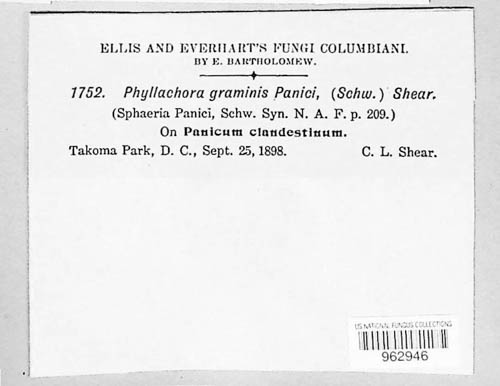 ELLIS AND EVERHART'S FUNGI COLUMBIANI.
BY E. BARTHOLOMEW.
1752. Phyllachora graminis Panici, (Schw.) Shear.
(Sphaeria Panici, Schw. Syn. N. A. F. p. 209.)
On Panicum clandestinum.
Takoma Park, D. C., Sept. 25, 1898. C. L. Shear.
US NATIONAL FUNGUS COLLECTIONS
962946